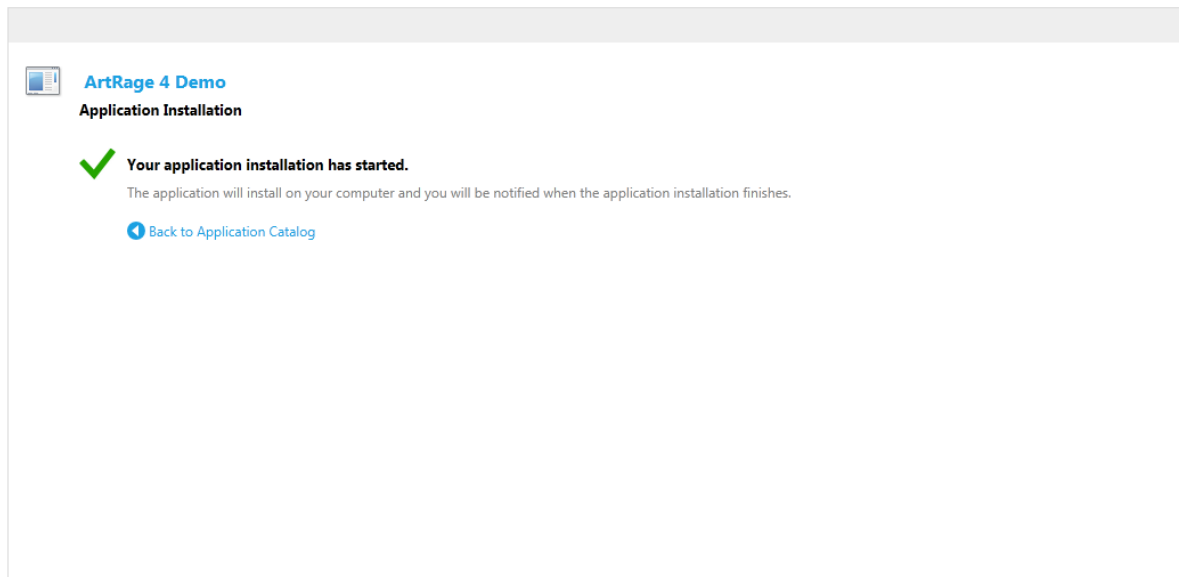 ArtRage 4 Demo
Application Installation
Your application installation has started.
The application will install on your computer and you will be notified when the application installation finishes.
Back to Application Catalog